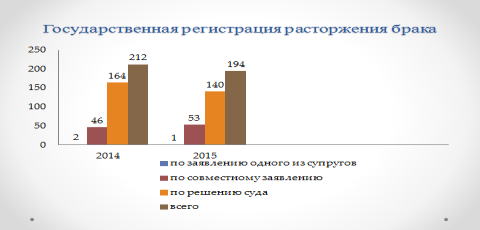 Государственная регистрация расторжения брака
250
200
150
100
50
0
2 46 164 212
1 53 140 194
2014 2015
по заявлению одного из супругов
по совместному заявлению
по решению суда
всего